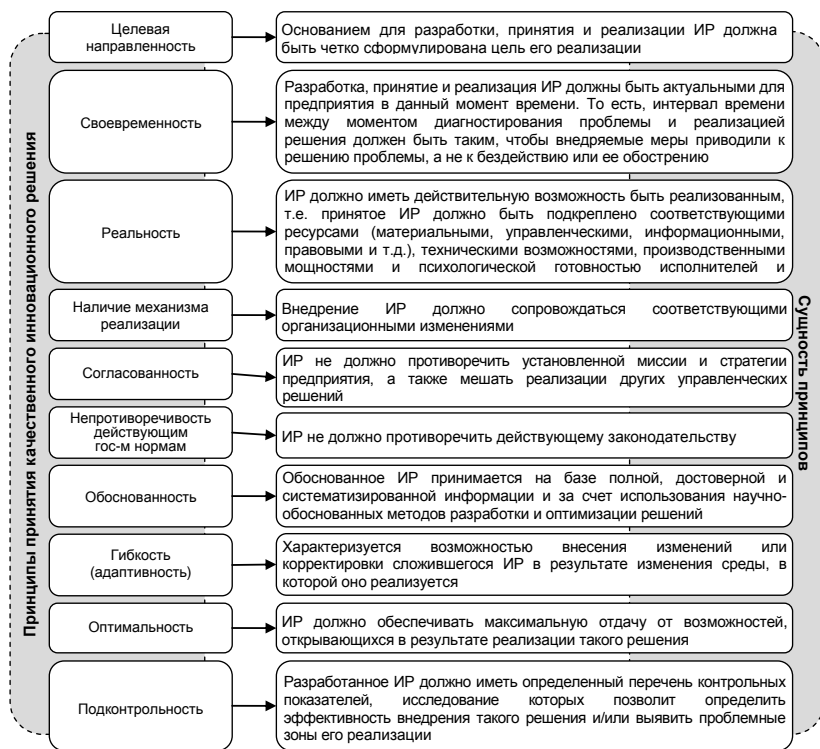 Принципы принятия качественного инновационного решения
Целевая
направленность
Основанием для разработки, принятия и реализации ИР должна
быть четко сформулирована цель его реализации
Своевременность
Разработка, принятие и реализация ИР должны быть актуальными для
предприятия в данный момент времени. То есть, интервал времени
между моментом диагностирования проблемы и реализацией
решения должен быть таким, чтобы внедряемые меры приводили к
решению проблемы, а не к бездействию или ее обострению
Реальность
ИР должно иметь действительную возможность быть реализованным,
т.е. принятое ИР должно быть подкреплено соответствующими
ресурсами (материальными, управленческими, информационными,
правовыми и т.д.), техническими возможностями, производственными
мощностями и психологической готовностью исполнителей и
Наличие механизма
реализации
Внедрение ИР должно сопровождаться соответствующими
организационными изменениями
Согласованность
ИР не должно противоречить установленной миссии и стратегии
предприятия, а также мешать реализации других управленческих
решений
Непротиворечивость
действующим
гос-м нормам
ИР не должно противоречить действующему законодательству
Обоснованность
Обоснованное ИР принимается на базе полной, достоверной и
систематизированной информации и за счет использования научно-
обоснованных методов разработки и оптимизации решений
Гибкость
(адаптивность)
Характеризуется возможностью внесения изменений или
корректировки сложившегося ИР в результате изменения среды, в
которой оно реализуется
Оптимальность
ИР должно обеспечивать максимальную отдачу от возможностей,
открывающихся в результате реализации такого решения
Подконтрольность
Разработанное ИР должно иметь определенный перечень контрольных
показателей, исследование которых позволит определить
эффективность внедрения такого решения и/или выявить проблемные
зоны его реализации
Сущность принципов